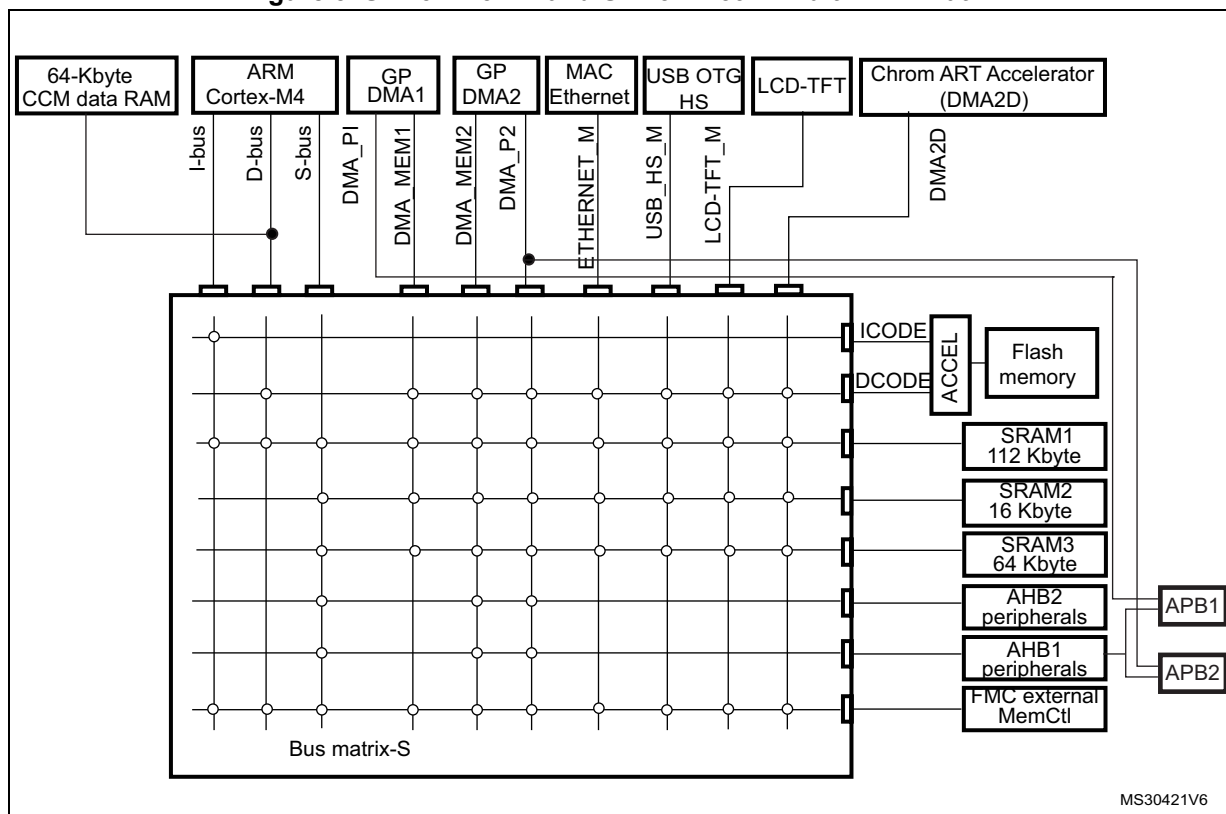 64-Kbyte
CCM data RAM
ARM
Cortex-M4
GP
DMA1
GP
DMA2
MAC
Ethernet
USB OTG
HS
LCD-TFT
Chrom ART Accelerator
(DMA2D)
I-bus
D-bus
S-bus
DMA_PI
DMA_MEM1
DMA_MEM2
DMA_P2
ETHERNET_M
USB_HS_M
LCD-TFT_M
DMA2D
ICODE
DCODE
ACCEL
Flash
memory
SRAM1
112 Kbyte
SRAM2
16 Kbyte
SRAM3
64 Kbyte
AHB2
peripherals
AHB1
peripherals
FMC external
MemCtl
APB1
APB2
Bus matrix-S
MS30421V6